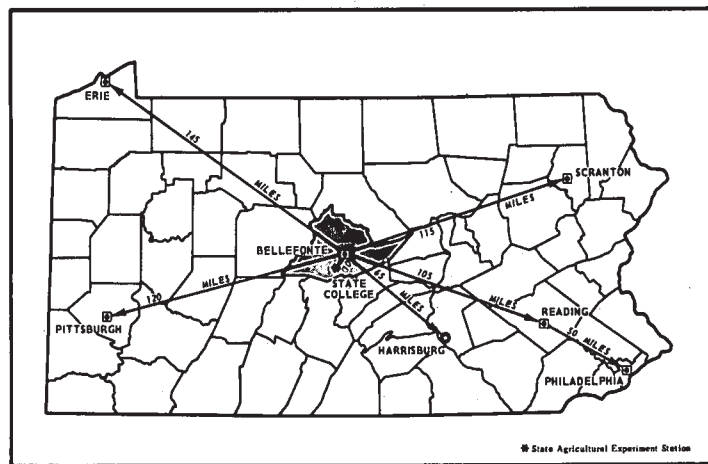 ERIE
145
MILES
SCRANTON
115
MILES
BELLEFONTE
65
MILES
105
MILES
120
MILES
STATE
COLLEGE
PITTSBURGH
READING
50 MILES
HARRISBURG
PHILADELPHIA
* State Agricultural Experiment Station